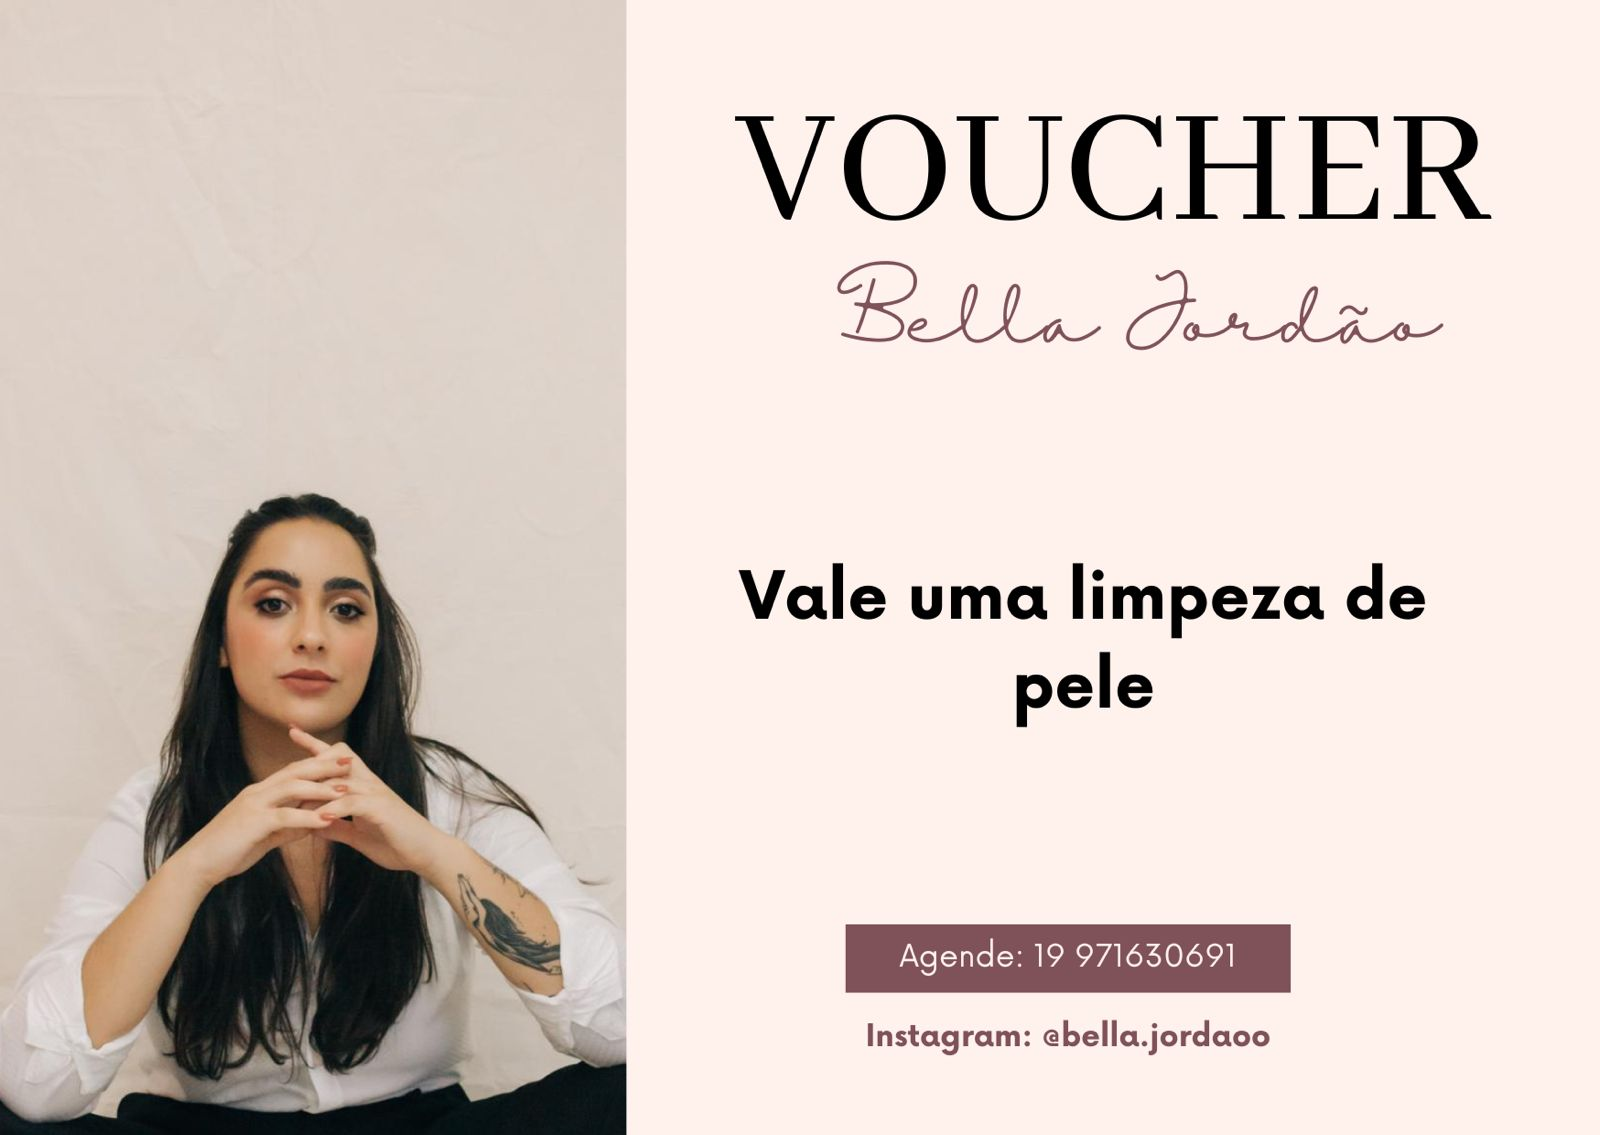 VOUCHER
Bella Jordão
Vale uma limpeza de
pele
Agende: 19 971630691
Instagram: @bella.jordaoo